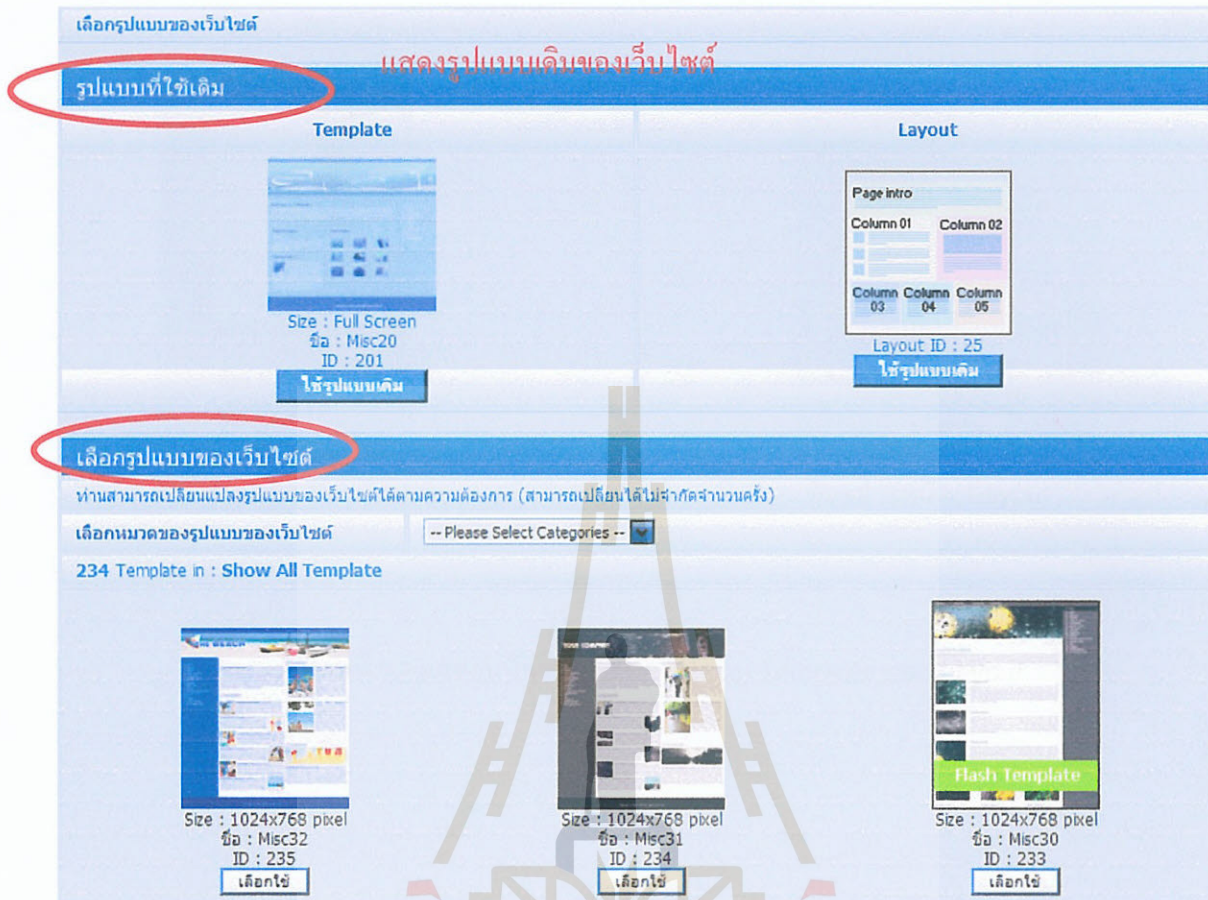 เลือกรูปแบบของเว็บไซต์
แสดงรูปแบบเดิมของเว็บไซต์
รูปแบบที่ใช้เดิม
Template
Layout
Page intro
Column 01
Column 02
Column 03
Column 04
Column 05
Size : Full Screen
ชื่อ : Misc20
ID : 201
ใช้รูปแบบเดิม
Layout ID : 25
ใช้รูปแบบเดิม
เลือกรูปแบบของเว็บไซต์
ท่านสามารถเปลี่ยนแปลงรูปแบบของเว็บไซต์ได้ตามความต้องการ (สามารถเปลี่ยนได้ไม่จำกัดจำนวนครั้ง)
เลือกหมวดของรูปแบบของเว็บไซต์
-- Please Select Categories --
234 Template in : Show All Template
THE BEACH
YOUR COMPANY
Flash Template
Size : 1024x768 pixel
ชื่อ : Misc32
ID : 235
เลือกใช้
Size : 1024x768 pixel
ชื่อ : Misc31
ID : 234
เลือกใช้
Size : 1024x768 pixel
ชื่อ : Misc30
ID : 233
เลือกใช้